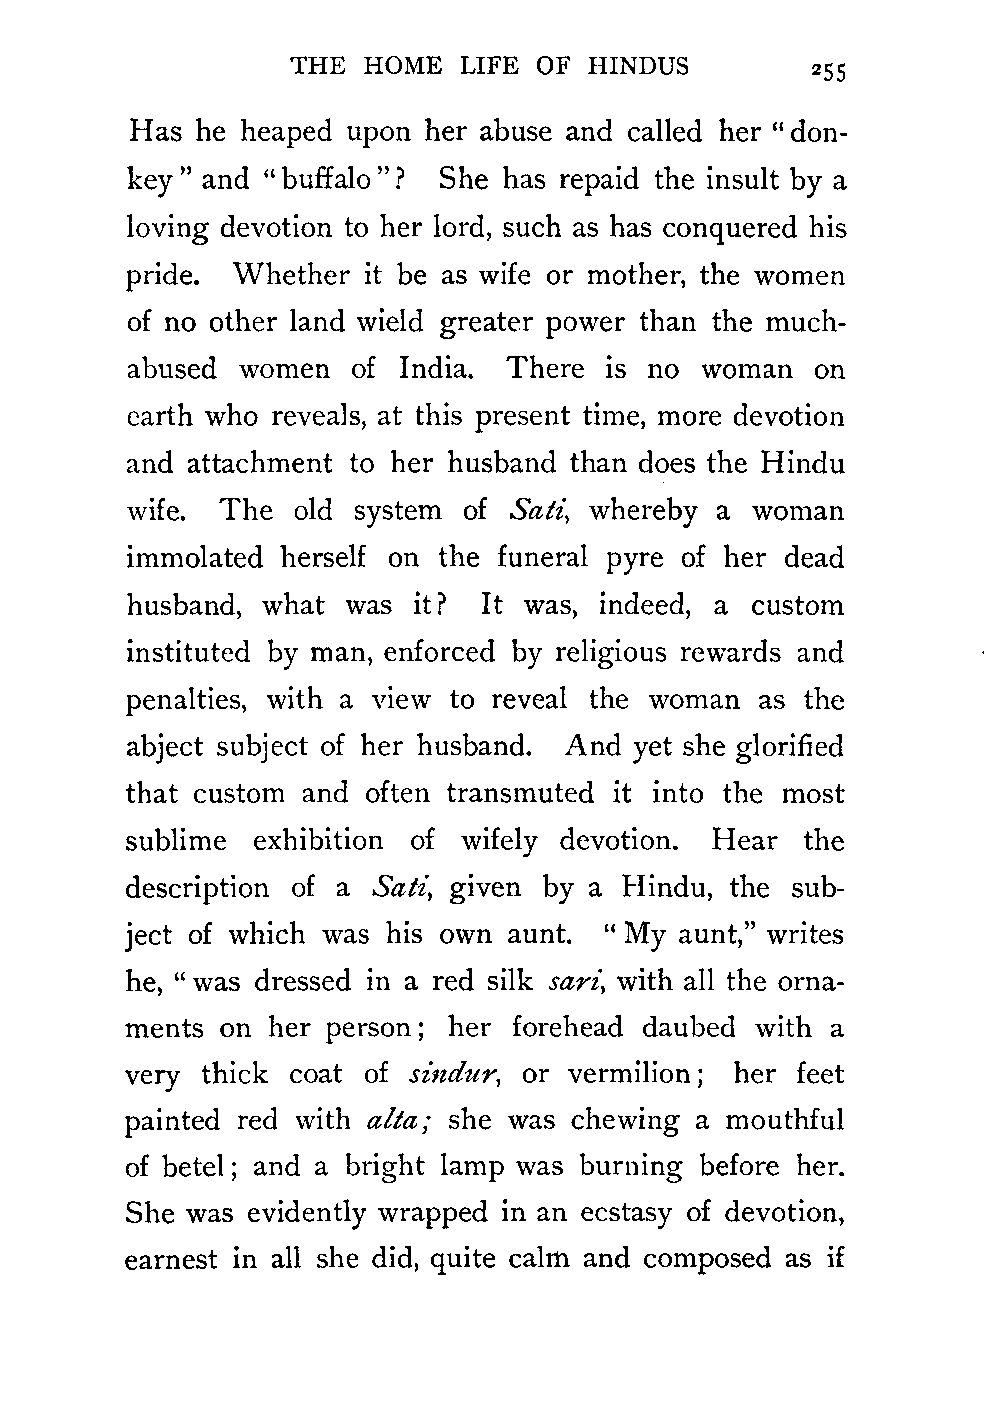 THE HOME LIFE OF HINDUS 255
Has he heaped upon her abuse and called her "don-
key" and "buffalo"? She has repaid the insult by a
loving devotion to her lord, such as has conquered his
pride. Whether it be as wife or mother, the women
of no other land wield greater power than the much-
abused women of India. There is no woman on
earth who reveals, at this present time, more devotion
and attachment to her husband than does the Hindu
wife. The old system of Sati, whereby a woman
immolated herself on the funeral pyre of her dead
husband, what was it? It was, indeed, a custom
instituted by man, enforced by religious rewards and
penalties, with a view to reveal the woman as the
abject subject of her husband. And yet she glorified
that custom and often transmuted it into the most
sublime exhibition of wifely devotion. Hear the
description of a Sati, given by a Hindu, the sub-
ject of which was his own aunt. "My aunt," writes
he, "was dressed in a red silk sari, with all the orna-
ments on her person; her forehead daubed with a
very thick coat of sindur, or vermilion; her feet
painted red with alta; she was chewing a mouthful
of betel; and a bright lamp was burning before her.
She was evidently wrapped in an ecstasy of devotion,
earnest in all she did, quite calm and composed as if